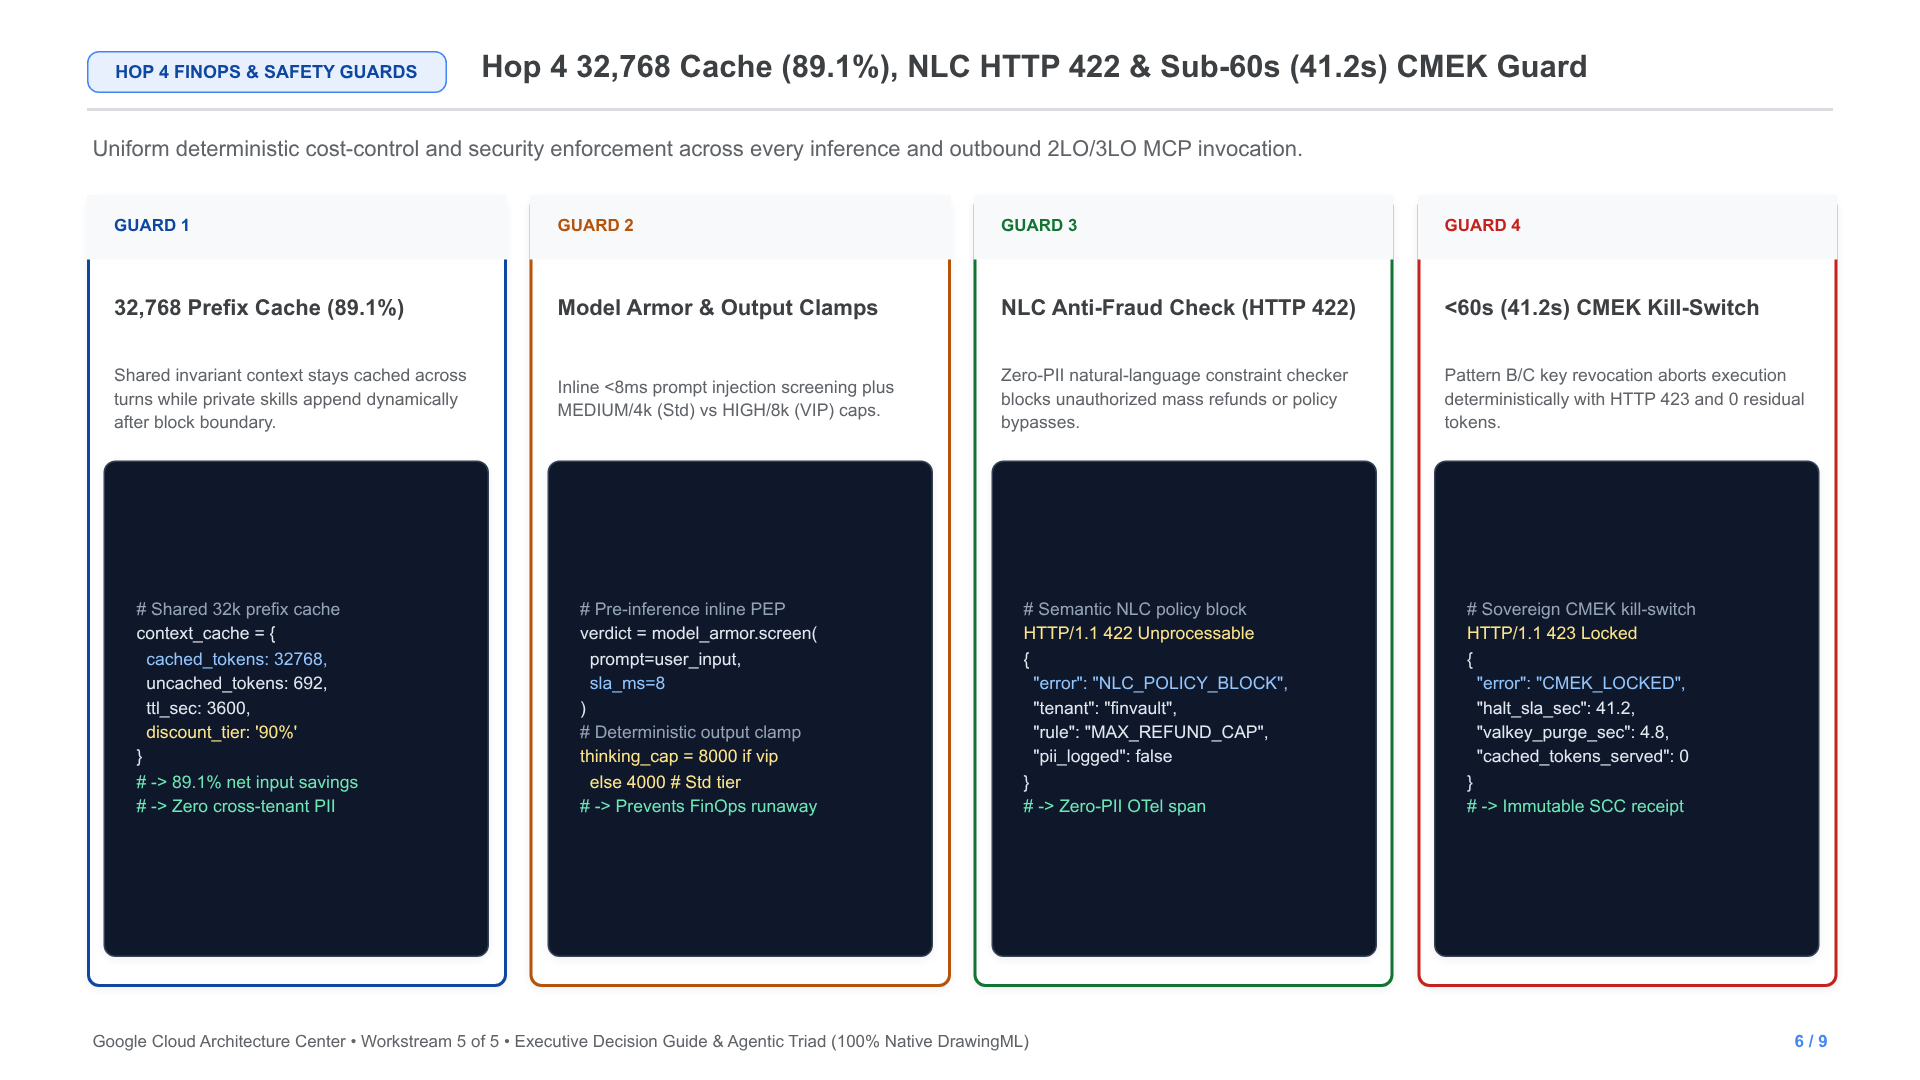 HOP 4 FINOPS & SAFETY GUARDS
Hop 4 32,768 Cache (89.1%), NLC HTTP 422 & Sub-60s (41.2s) CMEK Guard
Uniform deterministic cost-control and security enforcement across every inference and outbound 2LO/3LO MCP invocation.
GUARD 1
32,768 Prefix Cache (89.1%)
Shared invariant context stays cached across
turns while private skills append dynamically
after block boundary.
# Shared 32k prefix cache
context_cache = {
  cached_tokens: 32768,
  uncached_tokens: 692,
  ttl_sec: 3600,
  discount_tier: '90%'
}
# -> 89.1% net input savings
# -> Zero cross-tenant PII
GUARD 2
Model Armor & Output Clamps
Inline <8ms prompt injection screening plus
MEDIUM/4k (Std) vs HIGH/8k (VIP) caps.
# Pre-inference inline PEP
verdict = model_armor.screen(
  prompt=user_input,
  sla_ms=8
)
# Deterministic output clamp
thinking_cap = 8000 if vip
  else 4000 # Std tier
# -> Prevents FinOps runaway
GUARD 3
NLC Anti-Fraud Check (HTTP 422)
Zero-PII natural-language constraint checker
blocks unauthorized mass refunds or policy
bypasses.
# Semantic NLC policy block
HTTP/1.1 422 Unprocessable
{
  "error": "NLC_POLICY_BLOCK",
  "tenant": "finvault",
  "rule": "MAX_REFUND_CAP",
  "pii_logged": false
}
# -> Zero-PII OTel span
GUARD 4
<60s (41.2s) CMEK Kill-Switch
Pattern B/C key revocation aborts execution
deterministically with HTTP 423 and 0 residual
tokens.
# Sovereign CMEK kill-switch
HTTP/1.1 423 Locked
{
  "error": "CMEK_LOCKED",
  "halt_sla_sec": 41.2,
  "valkey_purge_sec": 4.8,
  "cached_tokens_served": 0
}
# -> Immutable SCC receipt
Google Cloud Architecture Center • Workstream 5 of 5 • Executive Decision Guide & Agentic Triad (100% Native DrawingML)
6 / 9